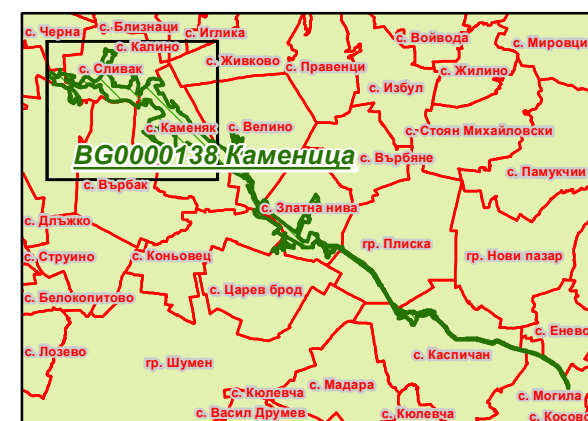 с. Черна
с. Близнаци
с. Иглика
с. Войвода
с. Мировци
с. Калино
с. Живково
с. Правенци
с. Сливак
с. Жилино
с. Избул
с. Каменяк
с. Велино
с. Стоян Михайловски
BG0000138 Каменица
с. Върбяне
с. Памукчии
с. Върбак
с. Златна нива
с. Длъжко
гр. Плиска
с. Струино
с. Коньовец
гр. Нови пазар
с. Царев брод
с. Белокопитово
с. Енево
с. Лозево
гр. Шумен
с. Каспичан
с. Мадара
с. Кюлевча
с. Могила
с. Васил Друмев
с. Кюлевча
с. Косово